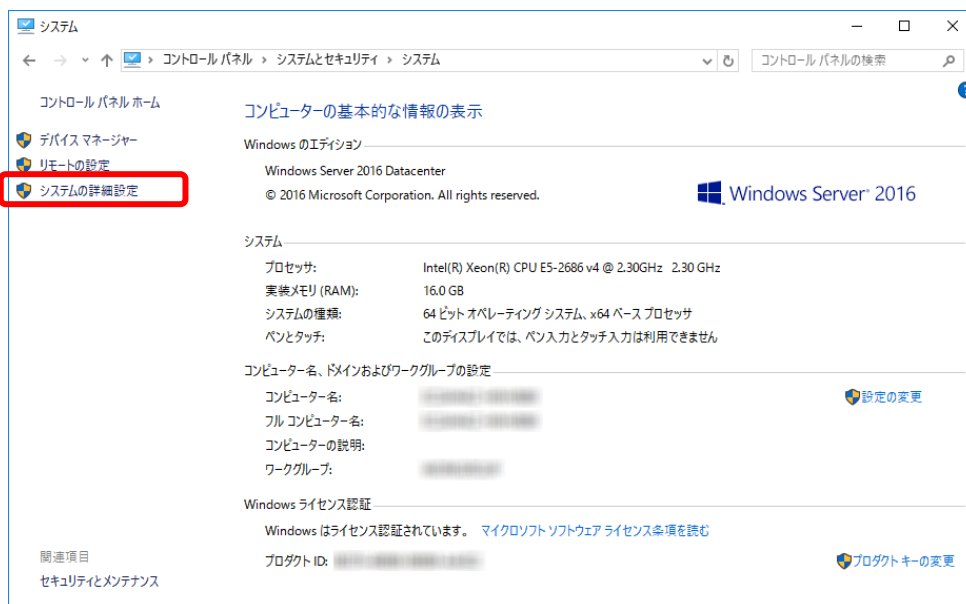 システム
コントロール パネル › システムとセキュリティ › システム
コントロール パネルの検索
コントロール パネル ホーム
デバイス マネージャー
リモートの設定
システムの詳細設定
コンピューターの基本的な情報の表示
Windows のエディション
Windows Server 2016 Datacenter
© 2016 Microsoft Corporation. All rights reserved.
Windows Server® 2016
システム
プロセッサ: Intel(R) Xeon(R) CPU E5-2686 v4 @ 2.30GHz 2.30 GHz
実装メモリ (RAM): 16.0 GB
システムの種類: 64 ビット オペレーティング システム、x64 ベース プロセッサ
ペンとタッチ: このディスプレイでは、ペン入力とタッチ入力は利用できません
コンピューター名、ドメインおよびワークグループの設定
コンピューター名:
設定の変更
フル コンピューター名:
コンピューターの説明:
ワークグループ:
Windows ライセンス認証
Windows はライセンス認証されています。 マイクロソフト ソフトウェア ライセンス条項を読む
プロダクト ID:
プロダクト キーの変更
関連項目
セキュリティとメンテナンス